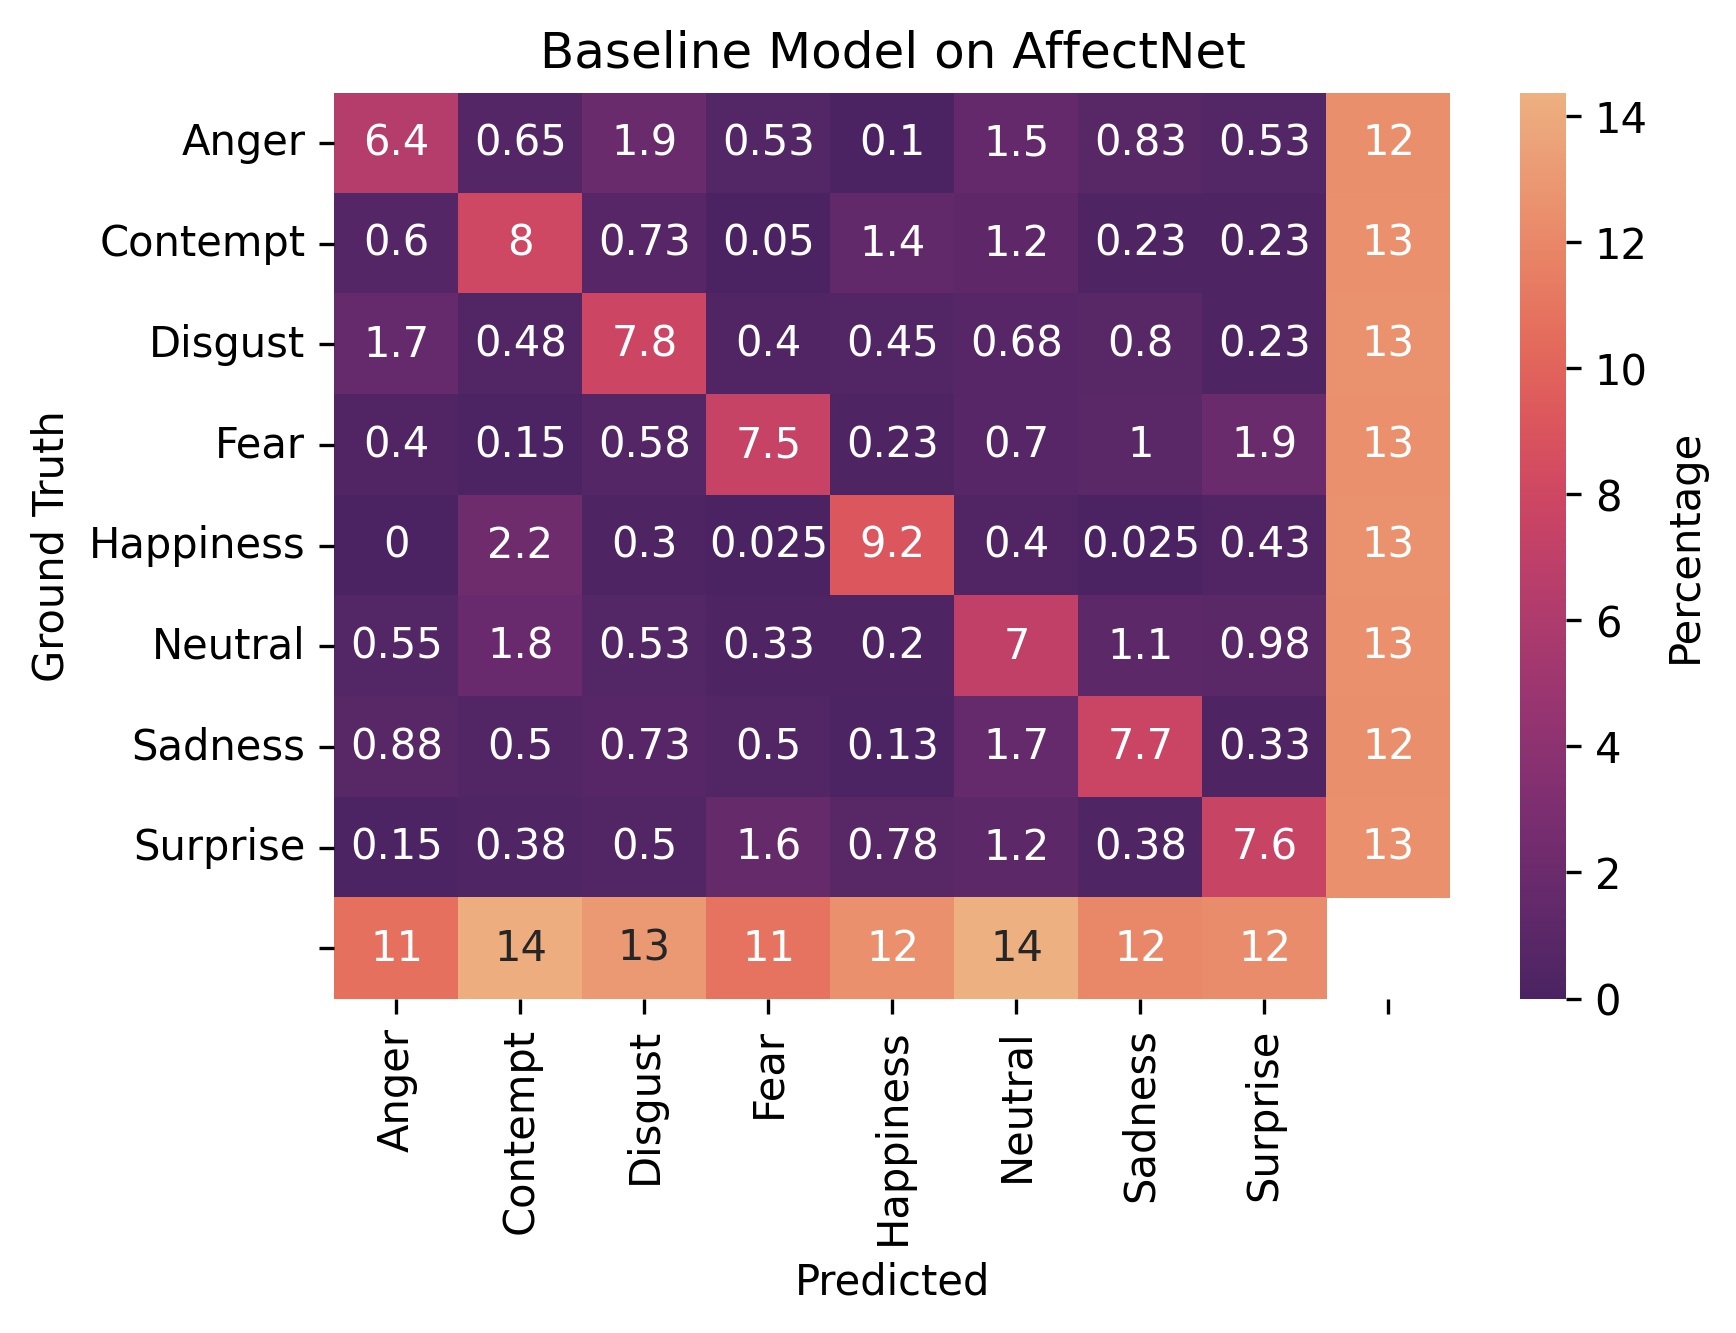 Baseline Model on AffectNet
Anger 6.4 0.65 1.9 0.53 0.1 1.5 0.83 0.53 12
Contempt 0.6 8 0.73 0.05 1.4 1.2 0.23 0.23 13
Disgust 1.7 0.48 7.8 0.4 0.45 0.68 0.8 0.23 13
Fear 0.4 0.15 0.58 7.5 0.23 0.7 1 1.9 13
Happiness 0 2.2 0.3 0.025 9.2 0.4 0.025 0.43 13
Neutral 0.55 1.8 0.53 0.33 0.2 7 1.1 0.98 13
Sadness 0.88 0.5 0.73 0.5 0.13 1.7 7.7 0.33 12
Surprise 0.15 0.38 0.5 1.6 0.78 1.2 0.38 7.6 13
11 14 13 11 12 14 12 12
Anger Contempt Disgust Fear Happiness Neutral Sadness Surprise
Predicted
Ground Truth
14
12
10
8
6
4
2
0
Percentage